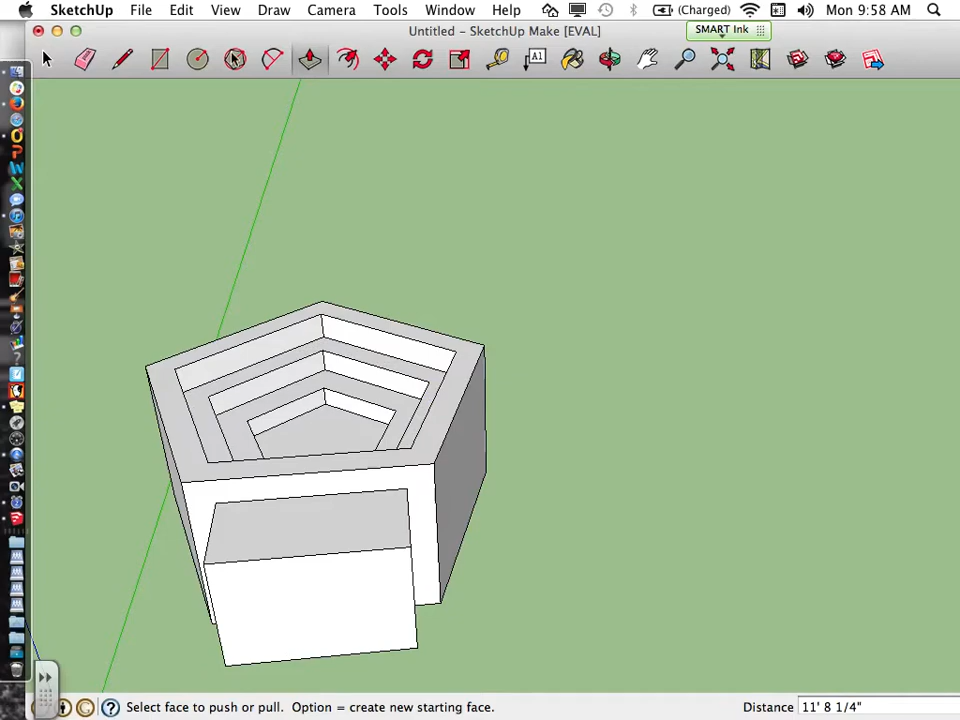 SketchUp File Edit View Draw Camera Tools Window Help (Charged) Mon 9:58 AM
Untitled - SketchUp Make [EVAL]
SMART Ink
A1
Select face to push or pull. Option = create new starting face. Distance 11' 8 1/4"